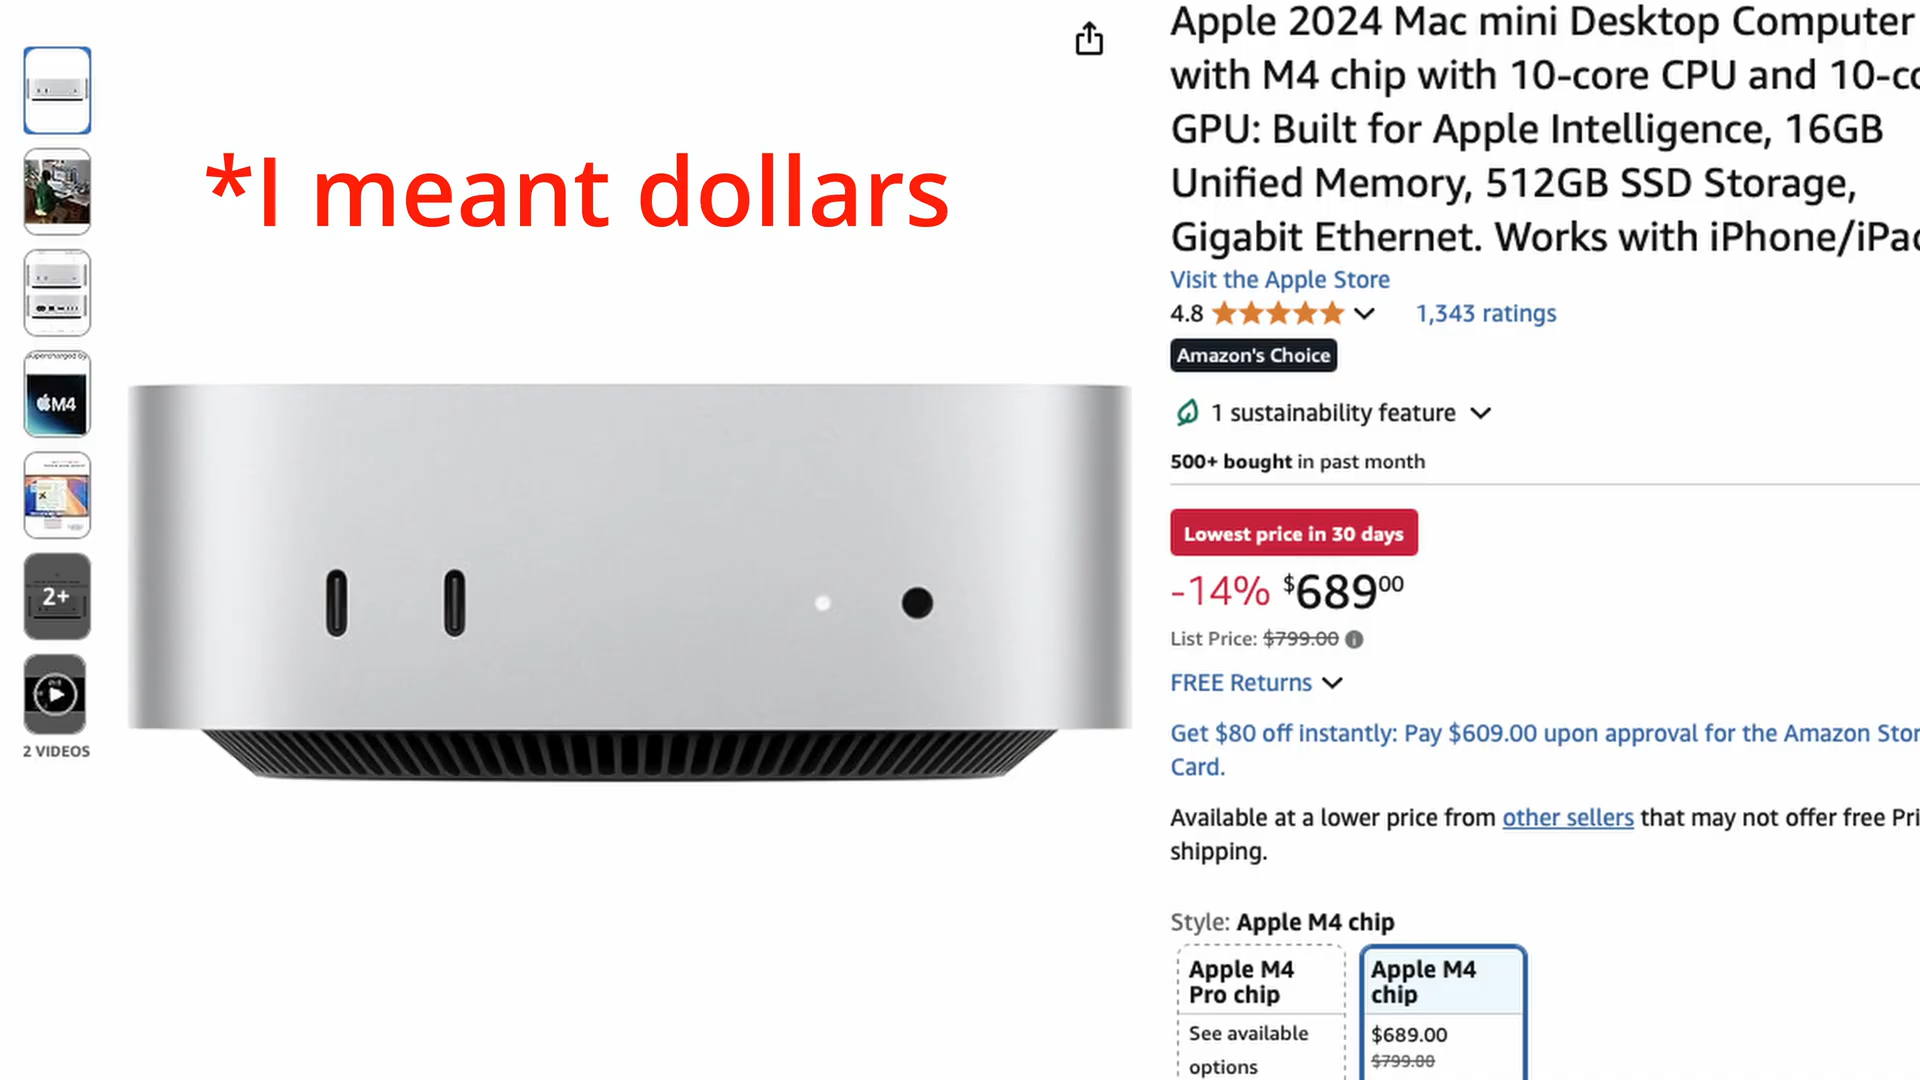 *I meant dollars
supercharged by
M4
2+
2 VIDEOS
Apple 2024 Mac mini Desktop Computer
with M4 chip with 10-core CPU and 10-co
GPU: Built for Apple Intelligence, 16GB
Unified Memory, 512GB SSD Storage,
Gigabit Ethernet. Works with iPhone/iPad
Visit the Apple Store
4.8
1,343 ratings
Amazon's Choice
1 sustainability feature
500+ bought in past month
Lowest price in 30 days
-14% $689 00
List Price: $799.00
FREE Returns
Get $80 off instantly: Pay $609.00 upon approval for the Amazon Stor
Card.
Available at a lower price from other sellers that may not offer free Pri
shipping.
Style: Apple M4 chip
Apple M4
Pro chip
See available
options
Apple M4
chip
$689.00
$799.00